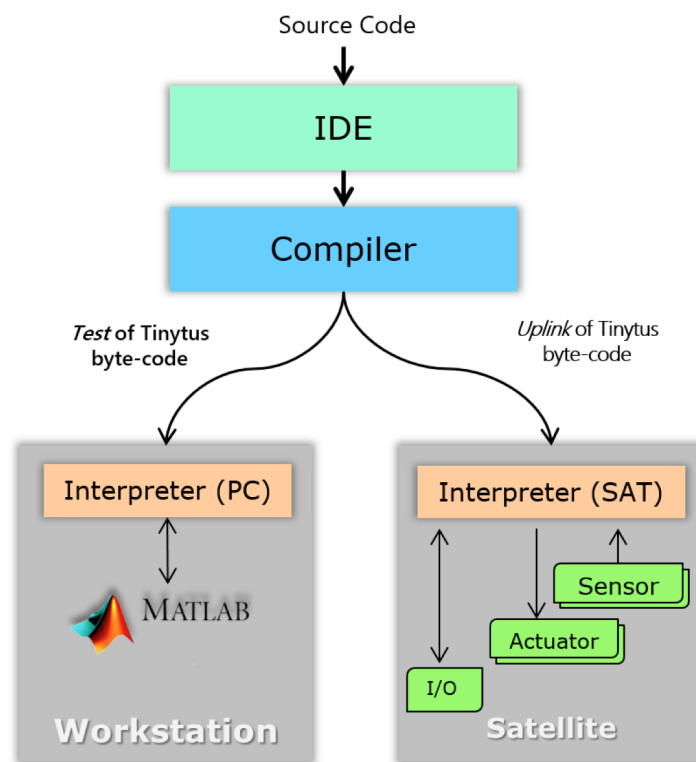 Source Code
IDE
Compiler
Test of Tinytus
byte-code
Uplink of Tinytus
byte-code
Interpreter (PC)
MATLAB
Workstation
Interpreter (SAT)
Sensor
Actuator
I/O
Satellite